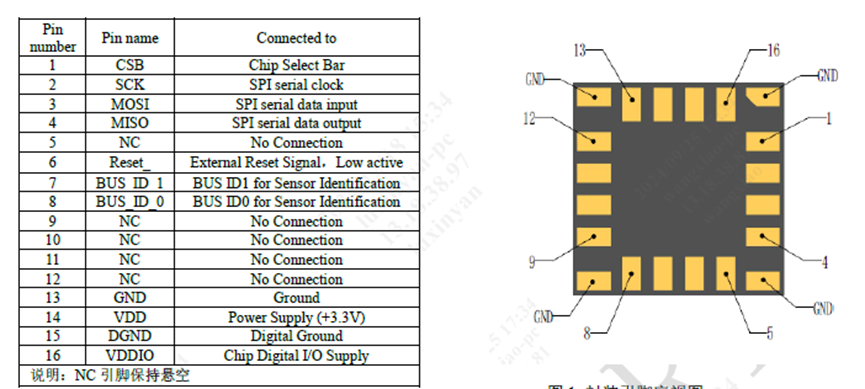 Pin number Pin name Connected to
1 CSB Chip Select Bar
2 SCK SPI serial clock
3 MOSI SPI serial data input
4 MISO SPI serial data output
5 NC No Connection
6 Reset_ External Reset Signal，Low active
7 BUS_ID_1 BUS ID1 for Sensor Identification
8 BUS_ID_0 BUS ID0 for Sensor Identification
9 NC No Connection
10 NC No Connection
11 NC No Connection
12 NC No Connection
13 GND Ground
14 VDD Power Supply (+3.3V)
15 DGND Digital Ground
16 VDDIO Chip Digital I/O Supply
说明：NC 引脚保持悬空
13 16
GND GND
12 1
9 4
GND GND
8 5